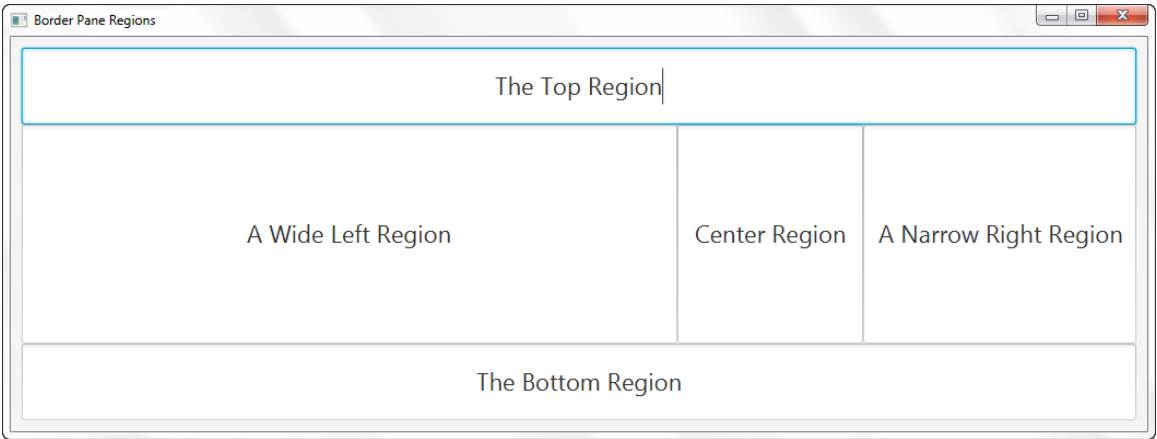 Border Pane Regions
The Top Region
A Wide Left Region
Center Region
A Narrow Right Region
The Bottom Region